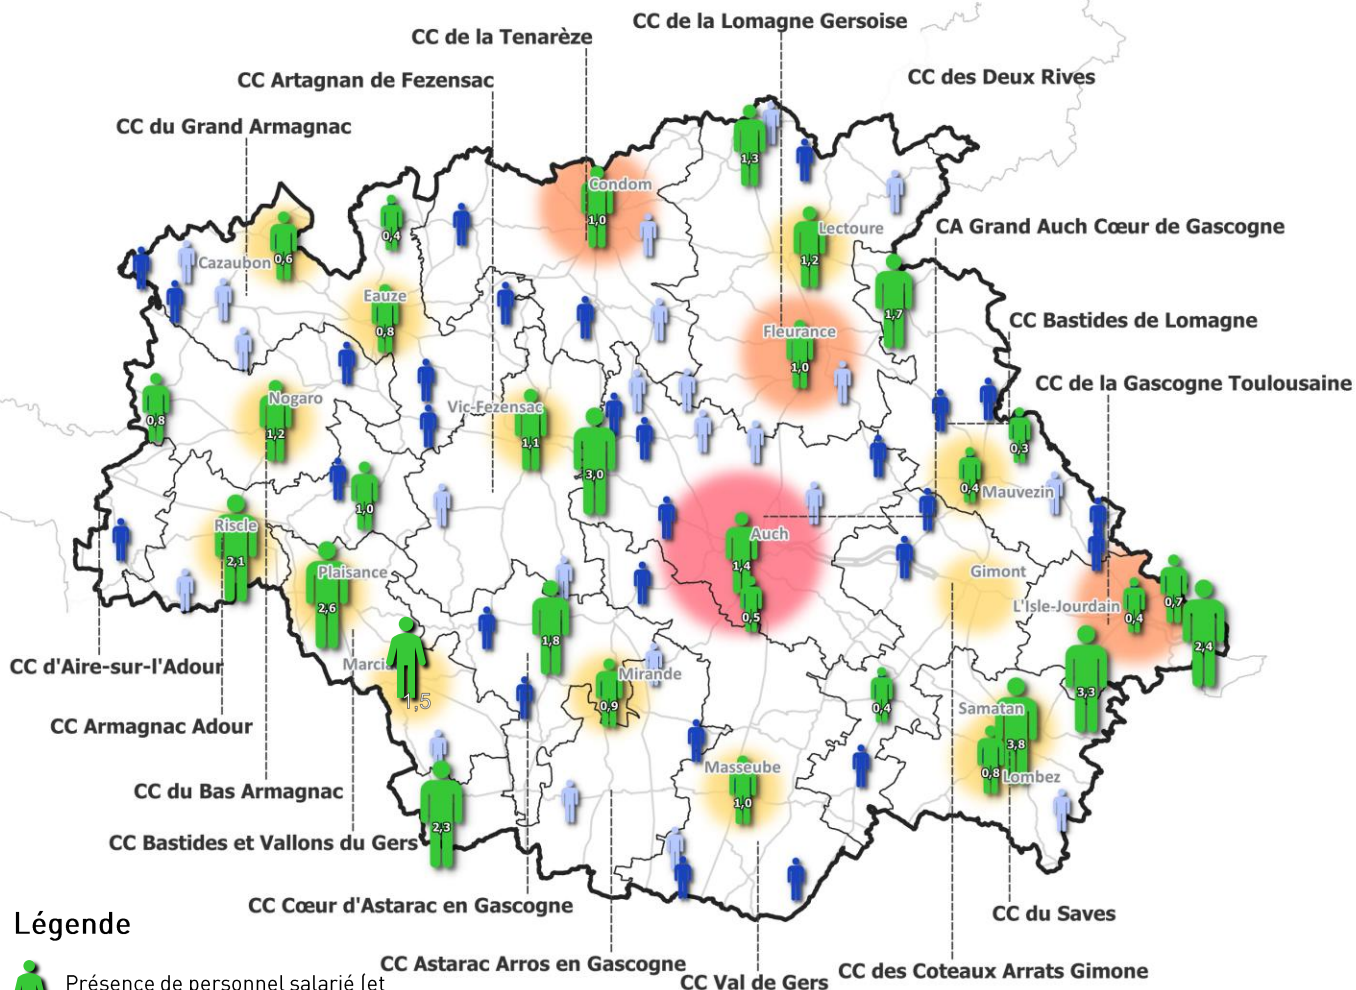 CC de la Lomagne Gersoise
CC de la Tenarèze
CC des Deux Rives
CC Artagnan de Fezensac
CC du Grand Armagnac
1,3
Condom
1,0
0,4
Lectoure
CA Grand Auch Cœur de Gascogne
0,6
Cazaubon
1,2
Eauze
0,8
1,7
CC Bastides de Lomagne
Fleurance
1,0
CC de la Gascogne Toulousaine
Nogaro
Vic-Fezensac
0,8
1,2
1,1
0,3
3,0
0,4
Mauvezin
1,0
Riscle
2,1
Auch
1,4
Plaisance
2,6
Gimont
L'Isle-Jourdain
0,7
0,4
0,5
1,8
2,4
CC d'Aire-sur-l'Adour
Marcia
1,5
Mirande
0,9
3,3
0,4
Samatan
3,8
CC Armagnac Adour
Masseube
1,0
0,8
Lombez
CC du Bas Armagnac
2,3
CC Bastides et Vallons du Gers
CC Cœur d'Astarac en Gascogne
CC du Saves
Légende
CC Astarac Arros en Gascogne
CC des Coteaux Arrats Gimone
CC Val de Gers
Présence de personnel salarié (et